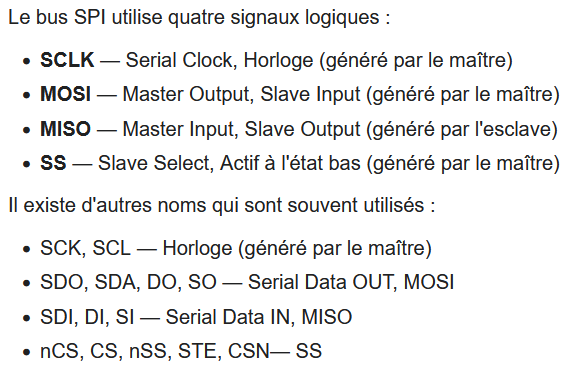 Le bus SPI utilise quatre signaux logiques :
• SCLK — Serial Clock, Horloge (généré par le maître)
• MOSI — Master Output, Slave Input (généré par le maître)
• MISO — Master Input, Slave Output (généré par l'esclave)
• SS — Slave Select, Actif à l'état bas (généré par le maître)
Il existe d'autres noms qui sont souvent utilisés :
• SCK, SCL — Horloge (généré par le maître)
• SDO, SDA, DO, SO — Serial Data OUT, MOSI
• SDI, DI, SI — Serial Data IN, MISO
• nCS, CS, nSS, STE, CSN— SS